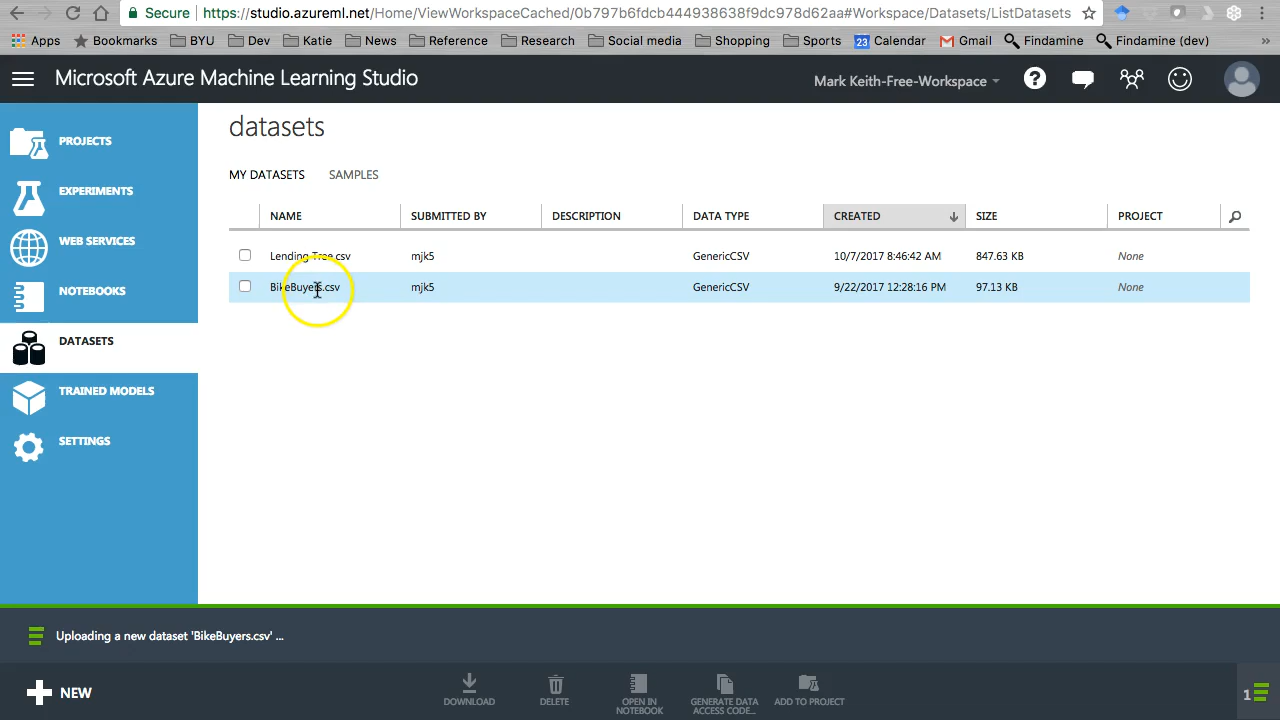 Secure https://studio.azureml.net/Home/ViewWorkspaceCached/0b797b6fdcb444938638f9dc978d62aa#Workspace/Datasets/ListDatasets
Apps Bookmarks BYU Dev Katie News Reference Research Social media Shopping Sports 23 Calendar Gmail Findamine Findamine (dev) »
Microsoft Azure Machine Learning Studio Mark Keith-Free-Workspace ?
PROJECTS
EXPERIMENTS
WEB SERVICES
NOTEBOOKS
DATASETS
TRAINED MODELS
SETTINGS
datasets
MY DATASETS SAMPLES
NAME SUBMITTED BY DESCRIPTION DATA TYPE CREATED SIZE PROJECT
Lending Tree.csv mjk5 GenericCSV 10/7/2017 8:46:42 AM 847.63 KB None
BikeBuyers.csv mjk5 GenericCSV 9/22/2017 12:28:16 PM 97.13 KB None
Uploading a new dataset 'BikeBuyers.csv' ...
NEW
DOWNLOAD
DELETE
OPEN IN
NOTEBOOK
GENERATE DATA
ACCESS CODE...
ADD TO PROJECT
1